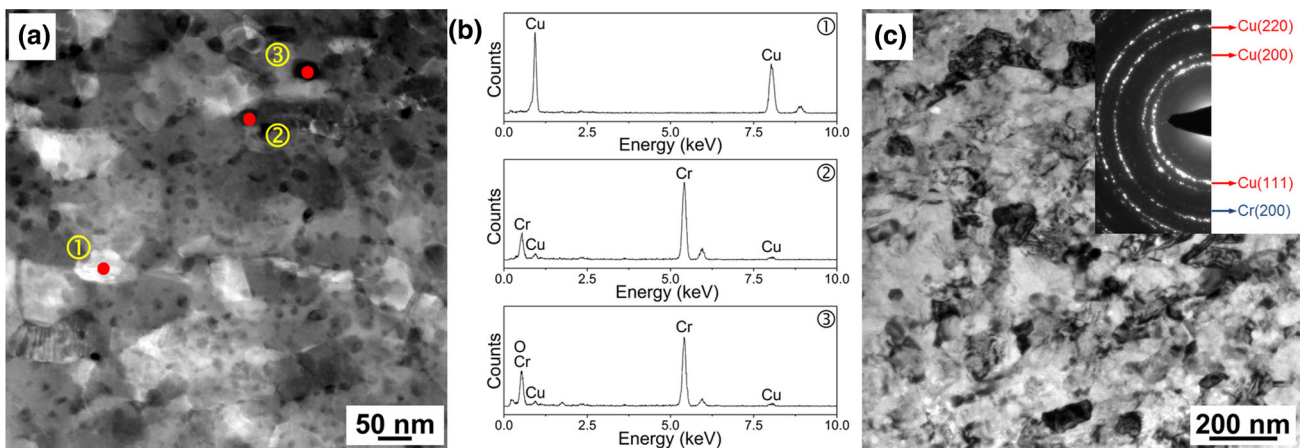 (a)
③
②
①
50 nm
(b)
①
Cu
Cu
Counts
0.0 2.5 5.0 7.5 10.0
Energy (keV)
②
Cr
Cr
Cu
Cu
Counts
0.0 2.5 5.0 7.5 10.0
Energy (keV)
③
Cr
O
Cr
Cu
Cu
Counts
0.0 2.5 5.0 7.5 10.0
Energy (keV)
(c)
Cu(220)
Cu(200)
Cu(111)
Cr(200)
200 nm